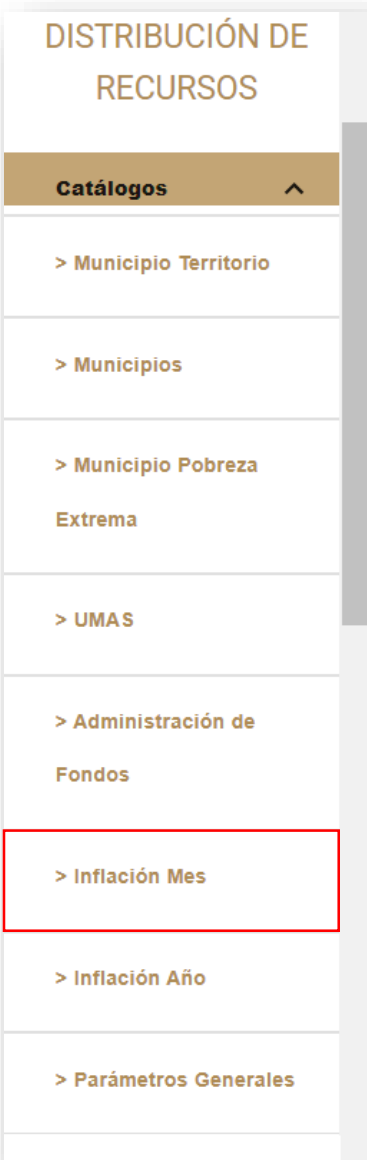 DISTRIBUCIÓN DE
RECURSOS
Catálogos
> Municipio Territorio
> Municipios
> Municipio Pobreza
Extrema
> UMAS
> Administración de
Fondos
> Inflación Mes
> Inflación Año
> Parámetros Generales